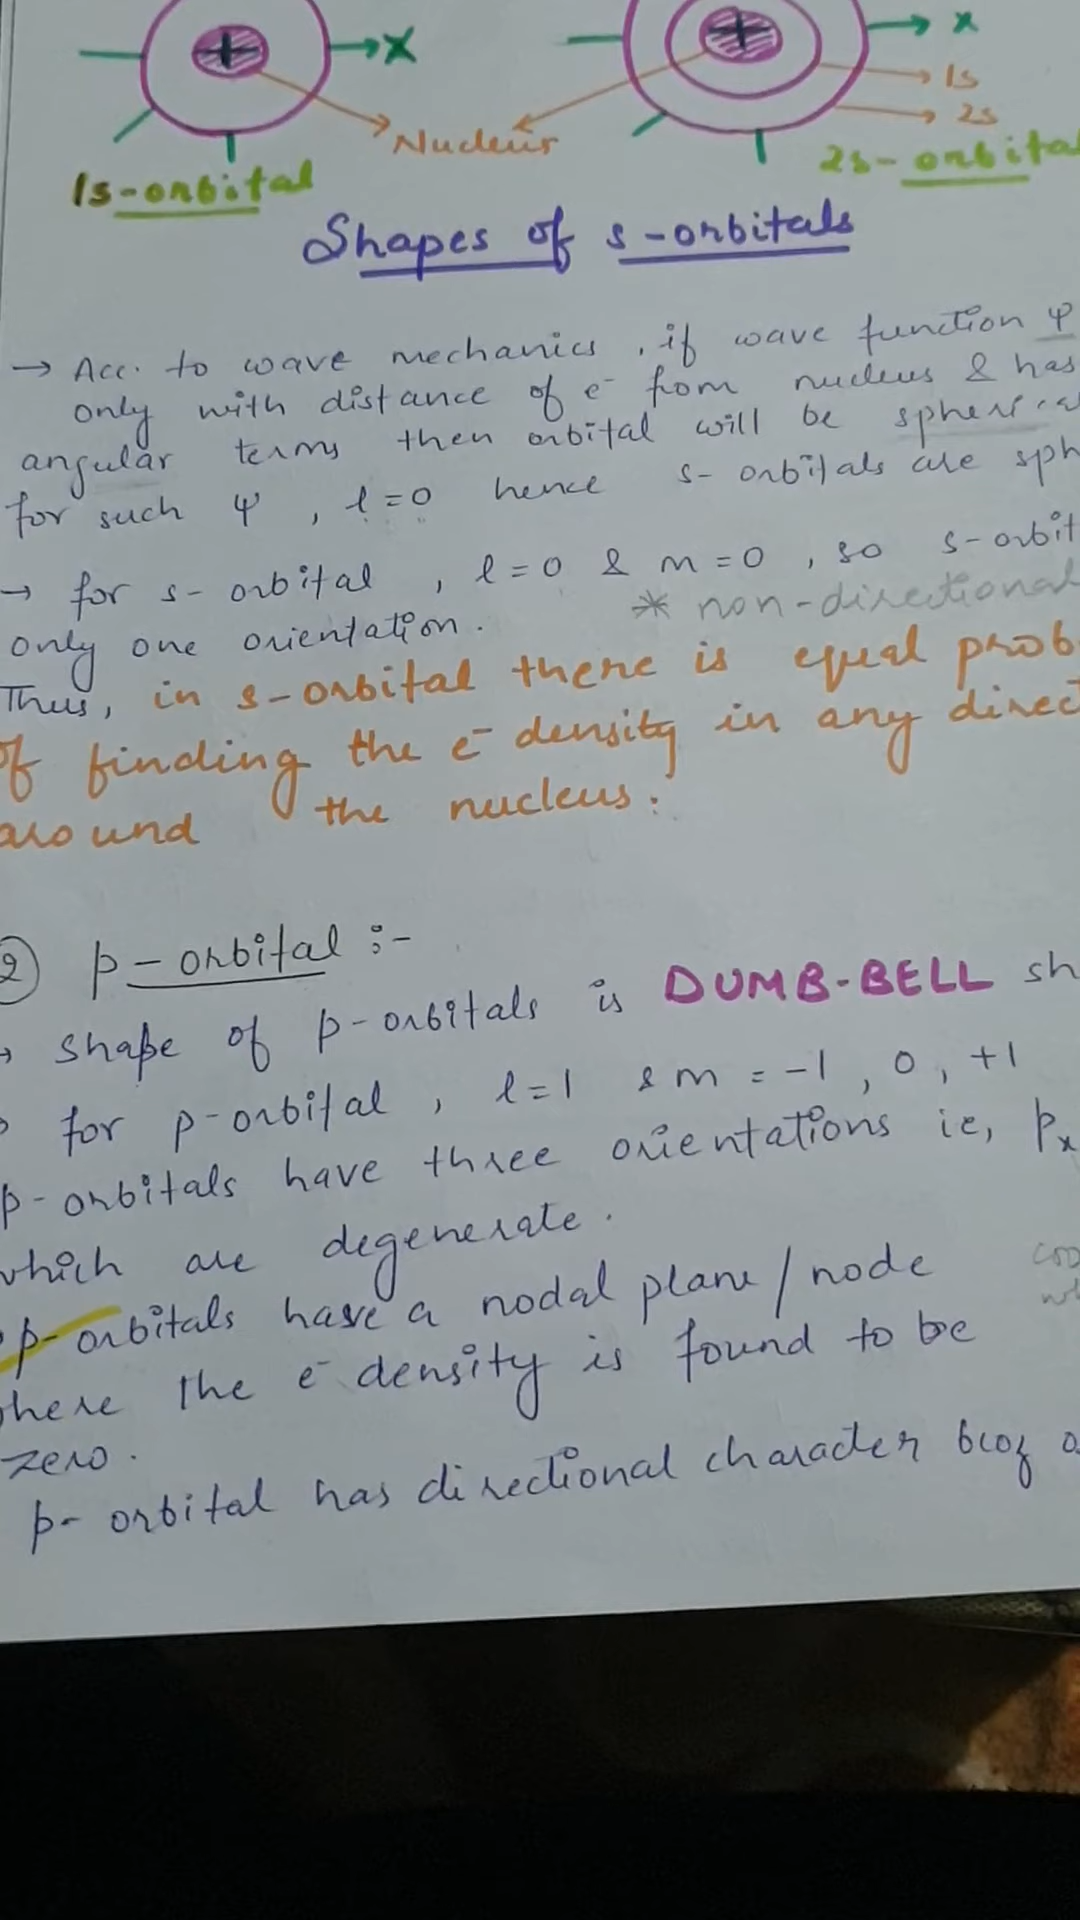 X
x
1s
2s
Nucleus
1s-orbital
2s-orbital
Shapes of s-orbitals
→ Acc. to wave mechanics, if wave function ψ
only with distance of e⁻ from nucleus & has
angular terms then orbital will be spherical
for such ψ, l=0 hence s-orbitals are sph
→ for s-orbital, l=0 & m=0, so s-orbit
only one orientation. * non-directional
Thus, in s-orbital there is equal prob
of finding the e⁻ density in any direct
around the nucleus.
2 p-orbital :-
→ shape of p-orbitals is DUMB-BELL sh
for p-orbital, l=1 & m = -1, 0, +1
p-orbitals have three orientations ie, px
which are degenerate.
p-orbitals have a nodal plane/node
where the e⁻ density is found to be
zero.
p-orbital has directional character bcoz o